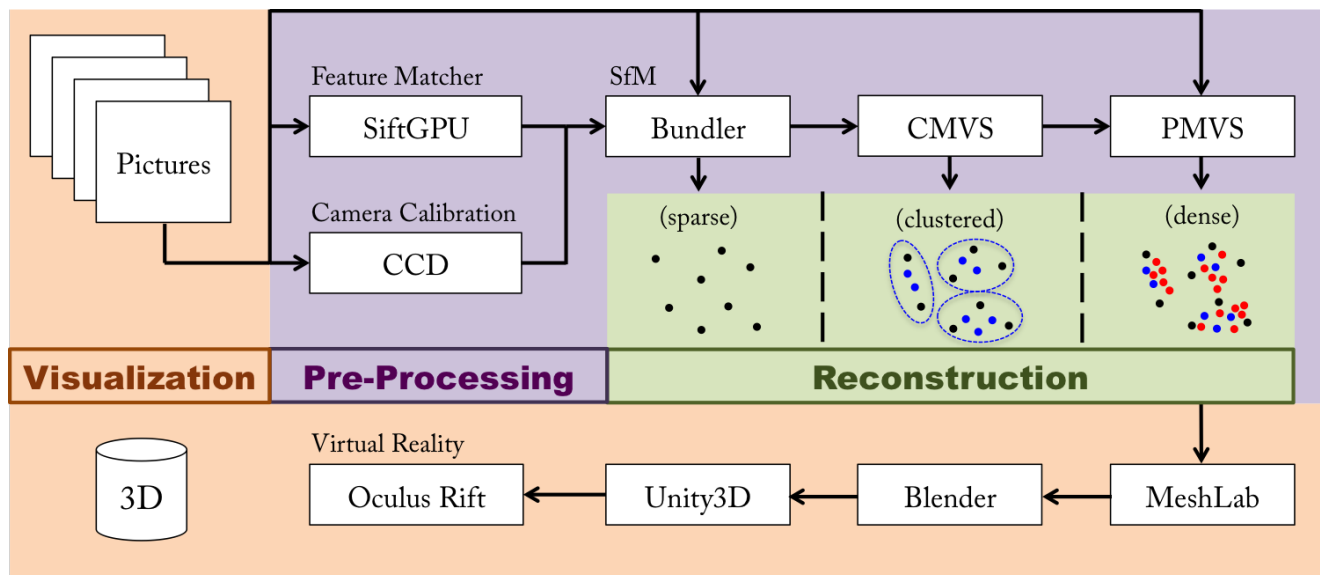 Feature Matcher
SfM
SiftGPU
Bundler
CMVS
PMVS
Pictures
Camera Calibration
CCD
(sparse)
(clustered)
(dense)
Visualization
Pre-Processing
Reconstruction
Virtual Reality
3D
Oculus Rift
Unity3D
Blender
MeshLab